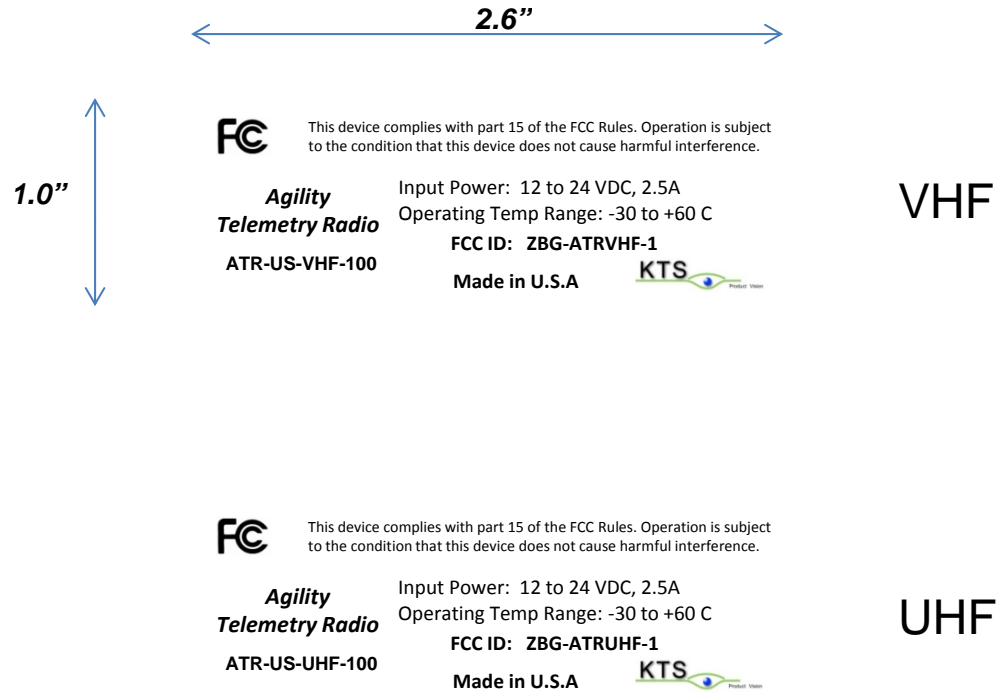 2.6”
1.0”
FC
This device complies with part 15 of the FCC Rules. Operation is subject
to the condition that this device does not cause harmful interference.
Agility
Telemetry Radio
ATR-US-VHF-100
Input Power: 12 to 24 VDC, 2.5A
Operating Temp Range: -30 to +60 C
FCC ID: ZBG-ATRVHF-1
Made in U.S.A
KTS
Product Vision
VHF
FC
This device complies with part 15 of the FCC Rules. Operation is subject
to the condition that this device does not cause harmful interference.
Agility
Telemetry Radio
ATR-US-UHF-100
Input Power: 12 to 24 VDC, 2.5A
Operating Temp Range: -30 to +60 C
FCC ID: ZBG-ATRUHF-1
Made in U.S.A
KTS
Product Vision
UHF